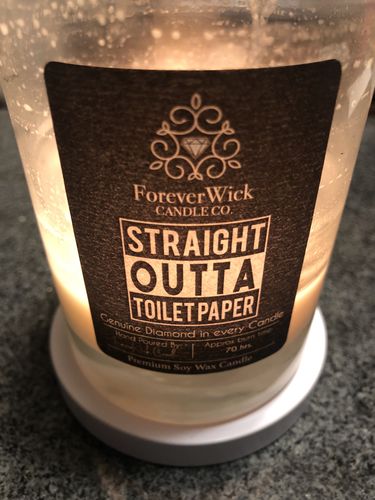 ForeverWick
CANDLE CO.
STRAIGHT
OUTTA
TOILET PAPER
Genuine Diamond in every Candle
Hand Poured By:
Approx burn time:
70 hrs.
Premium Soy Wax Candle